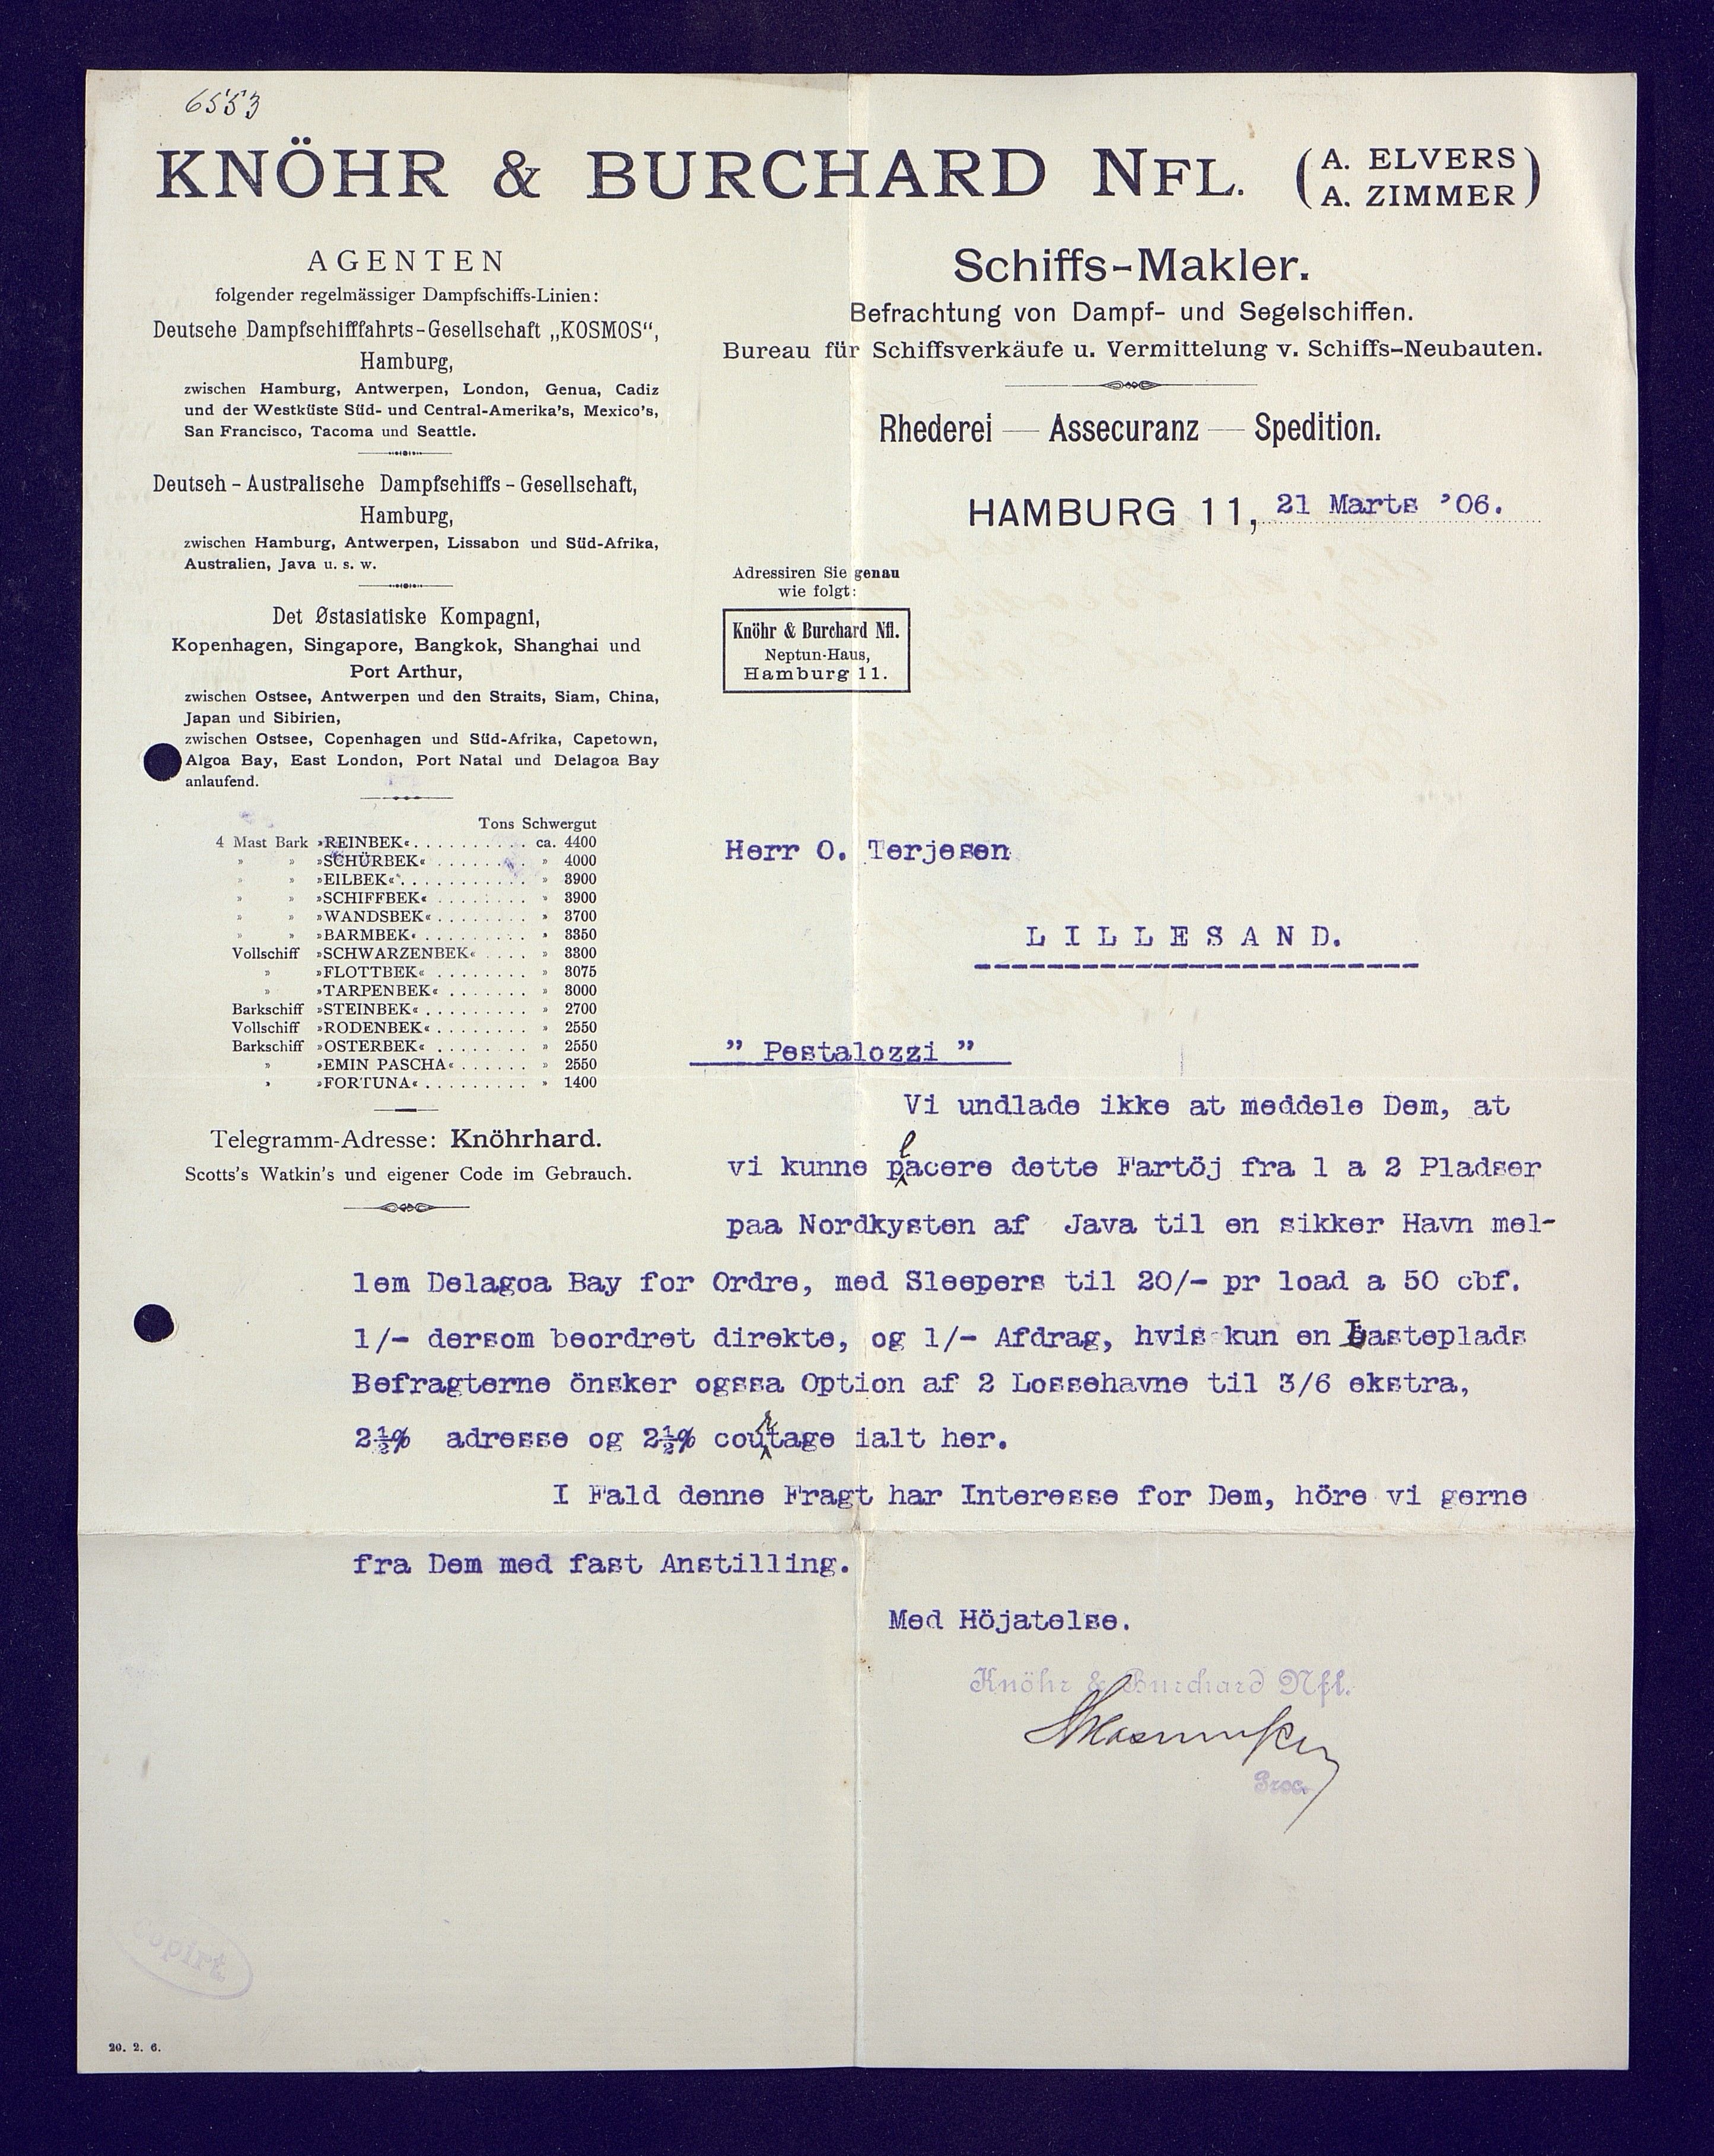 6553
KNÖHR & BURCHARD NFL. (A. ELVERS
A. ZIMMER)
AGENTEN
folgender regelmässiger Dampfschiffs-Linien:
Deutsche Dampfschifffahrts-Gesellschaft „KOSMOS“,
Hamburg,
zwischen Hamburg, Antwerpen, London, Genua, Cadiz
und der Westküste Süd- und Central-Amerika's, Mexico's,
San Francisco, Tacoma und Seattle.
Deutsch-Australische Dampfschiffs-Gesellschaft,
Hamburg,
zwischen Hamburg, Antwerpen, Lissabon und Süd-Afrika,
Australien, Java u. s. w.
Det Østasiatiske Kompagni,
Kopenhagen, Singapore, Bangkok, Shanghai und
Port Arthur,
zwischen Ostsee, Antwerpen und den Straits, Siam, China,
Japan und Sibirien,
zwischen Ostsee, Copenhagen und Süd-Afrika, Capetown,
Algoa Bay, East London, Port Natal und Delagoa Bay
anlaufend.
Tons Schwergut
4 Mast Bark »REINBEK« . . . . . . . . . . ca. 4400
» » »SCHÜRBEK« . . . . . . . . » 4000
» » »EILBEK« . . . . . . . . . . . » 3900
» » »SCHIFFBEK« . . . . . . . . » 3900
» » »WANDSBEK« . . . . . . . . » 3700
» » »BARMBEK« . . . . . . . . . » 3350
Vollschiff »SCHWARZENBEK« . . . . » 3300
» »FLOTTBEK« . . . . . . . . » 3075
» »TARPENBEK« . . . . . . . » 3000
Barkschiff »STEINBEK« . . . . . . . . . » 2700
Vollschiff »RODENBEK« . . . . . . . . » 2550
Barkschiff »OSTERBEK« . . . . . . . . » 2550
» »EMIN PASCHA« . . . . . . » 2550
» »FORTUNA« . . . . . . . . . » 1400
Telegramm-Adresse: Knöhrhard.
Scotts's Watkin's und eigener Code im Gebrauch.
Schiffs-Makler.
Befrachtung von Dampf- und Segelschiffen.
Bureau für Schiffsverkäufe u. Vermittelung v. Schiffs-Neubauten.
Rhederei — Assecuranz — Spedition.
HAMBURG 11, 21 Marts '06.
Adressiren Sie genau
wie folgt:
Knöhr & Burchard Nfl.
Neptun-Haus,
Hamburg 11.
Herr O. Terjesen
LILLESAND.
" Pestalozzi "
Vi undlade ikke at meddele Dem, at
vi kunne placere dette Fartöj fra 1 a 2 Pladser
paa Nordkysten af Java til en sikker Havn mel-
lem Delagoa Bay for Ordre, med Sleepers til 20/- pr load a 50 cbf.
1/- dersom beordret direkte, og 1/- Afdrag, hvis kun en Lasteplads
Befragterne önsker ogssa Option af 2 Lossehavne til 3/6 ekstra,
2½% adresse og 2½% courtage ialt her.
I Fald denne Fragt har Interesse for Dem, höre vi gerne
fra Dem med fast Anstilling.
Med Höjatelse.
Knöhr & Burchard Nfl.
Proc.
Copirt
20. 2. 6.